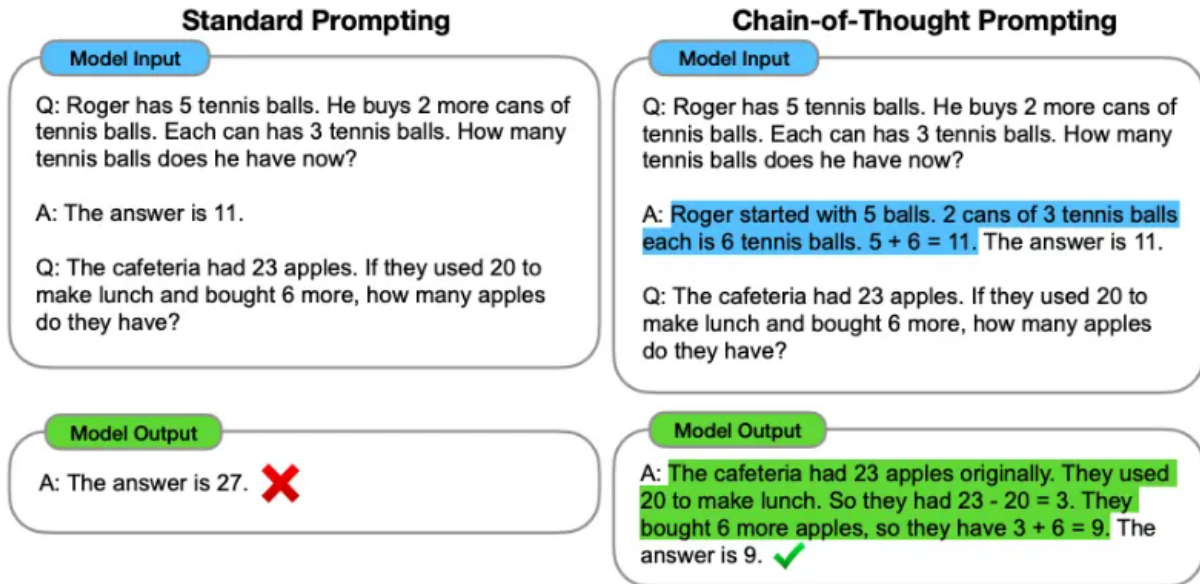 Standard Prompting
Model Input
Q: Roger has 5 tennis balls. He buys 2 more cans of
tennis balls. Each can has 3 tennis balls. How many
tennis balls does he have now?
A: The answer is 11.
Q: The cafeteria had 23 apples. If they used 20 to
make lunch and bought 6 more, how many apples
do they have?
Model Output
A: The answer is 27.
Chain-of-Thought Prompting
Model Input
Q: Roger has 5 tennis balls. He buys 2 more cans of
tennis balls. Each can has 3 tennis balls. How many
tennis balls does he have now?
A: Roger started with 5 balls. 2 cans of 3 tennis balls
each is 6 tennis balls. 5 + 6 = 11. The answer is 11.
Q: The cafeteria had 23 apples. If they used 20 to
make lunch and bought 6 more, how many apples
do they have?
Model Output
A: The cafeteria had 23 apples originally. They used
20 to make lunch. So they had 23 - 20 = 3. They
bought 6 more apples, so they have 3 + 6 = 9. The
answer is 9.